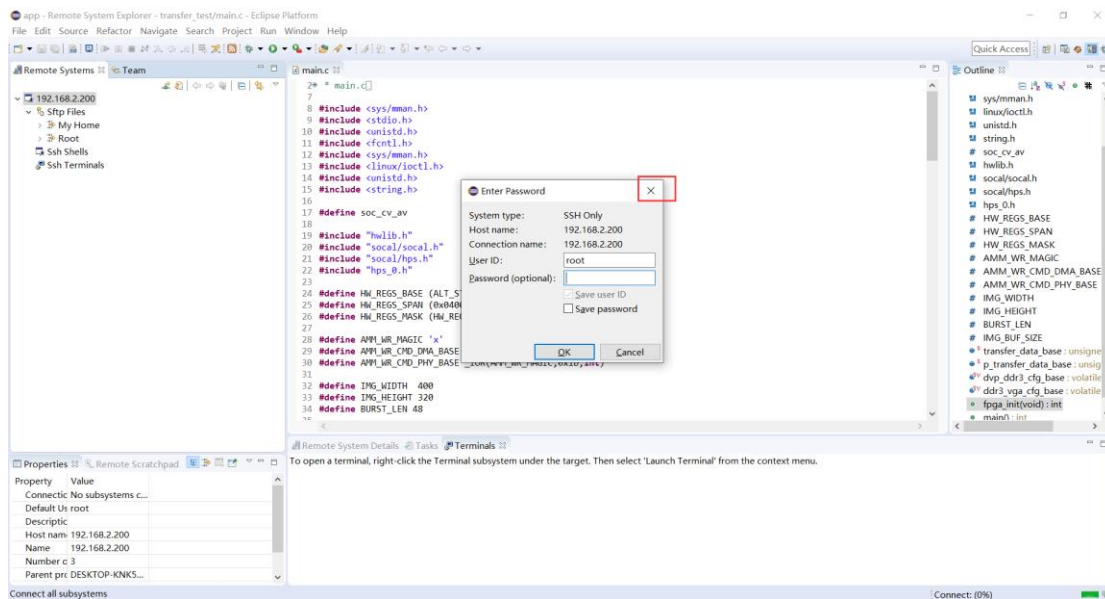 app - Remote System Explorer - transfer_test/main.c - Eclipse Platform
File Edit Source Refactor Navigate Search Project Run Window Help
Quick Access
Remote Systems Team
192.168.2.200
Sftp Files
My Home
Root
Ssh Shells
Ssh Terminals
main.c
2 * main.c
7
8 #include <sys/mman.h>
9 #include <stdio.h>
10 #include <unistd.h>
11 #include <fcntl.h>
12 #include <sys/mman.h>
13 #include <linux/ioctl.h>
14 #include <unistd.h>
15 #include <string.h>
16
17 #define soc_cv_av
18
19 #include "hwlib.h"
20 #include "socal/socal.h"
21 #include "socal/hps.h"
22 #include "hps_0.h"
23
24 #define HW_REGS_BASE (ALT_S
25 #define HW_REGS_SPAN (0x040
26 #define HW_REGS_MASK (HW_RE
27
28 #define AMM_WR_MAGIC 'x'
29 #define AMM_WR_CMD_DMA_BASE
30 #define AMM_WR_CMD_PHY_BASE
31
32 #define IMG_WIDTH 400
33 #define IMG_HEIGHT 320
34 #define BURST_LEN 48
Enter Password
System type: SSH Only
Host name: 192.168.2.200
Connection name: 192.168.2.200
User ID: root
Password (optional):
Save user ID
Save password
OK Cancel
Outline
sys/mman.h
linux/ioctl.h
unistd.h
string.h
soc_cv_av
hwlib.h
socal/socal.h
socal/hps.h
hps_0.h
HW_REGS_BASE
HW_REGS_SPAN
HW_REGS_MASK
AMM_WR_MAGIC
AMM_WR_CMD_DMA_BASE
AMM_WR_CMD_PHY_BASE
IMG_WIDTH
IMG_HEIGHT
BURST_LEN
IMG_BUF_SIZE
transfer_data_base : unsigne
p_transfer_data_base : unsig
dvp_ddr3_cfg_base : volatile
ddr3_vga_cfg_base : volatile
fpga_init(void) : int
main() : int
Remote System Details Tasks Terminals
To open a terminal, right-click the Terminal subsystem under the target. Then select 'Launch Terminal' from the context menu.
Properties Remote Scratchpad
Property Value
Connectic No subsystems c...
Default Us root
Descriptic
Host nam 192.168.2.200
Name 192.168.2.200
Number c 3
Parent prc DESKTOP-KNK5...
Connect all subsystems
Connect: (0%)